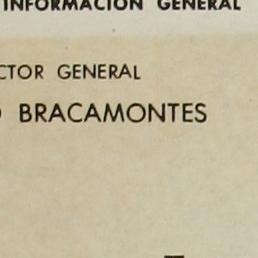 INFORMACION GENERAL
CTOR GENERAL
BRACAMONTES